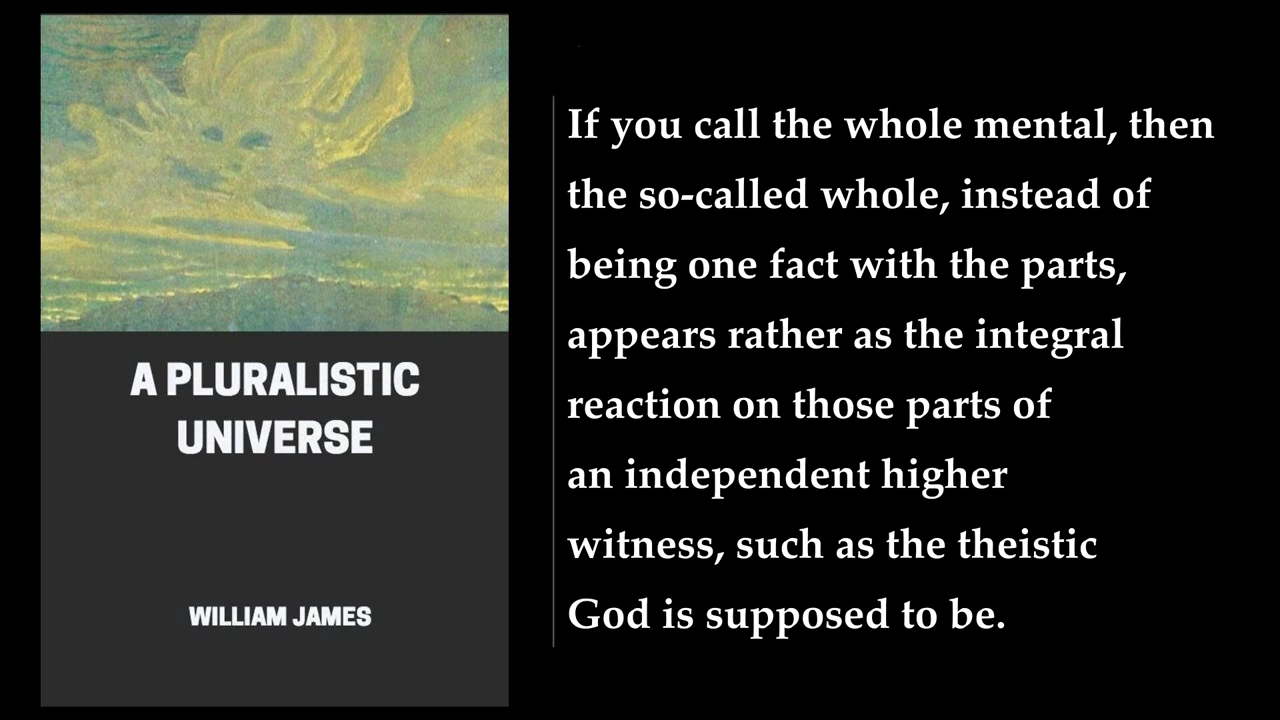 A PLURALISTIC
UNIVERSE
WILLIAM JAMES
If you call the whole mental, then
the so-called whole, instead of
being one fact with the parts,
appears rather as the integral
reaction on those parts of
an independent higher
witness, such as the theistic
God is supposed to be.